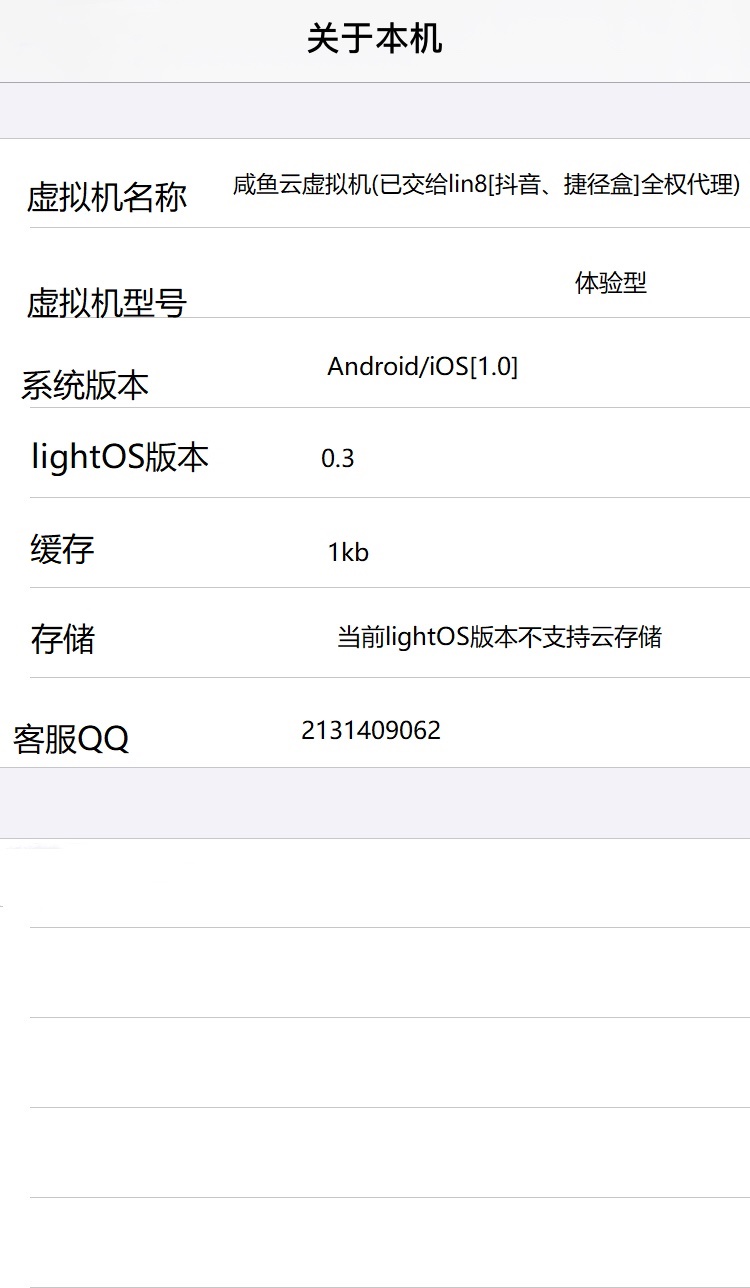 关于本机
虚拟机名称 咸鱼云虚拟机(已交给lin8[抖音、捷径盒]全权代理)
虚拟机型号 体验型
系统版本 Android/iOS[1.0]
lightOS版本 0.3
缓存 1kb
存储 当前lightOS版本不支持云存储
客服QQ 2131409062